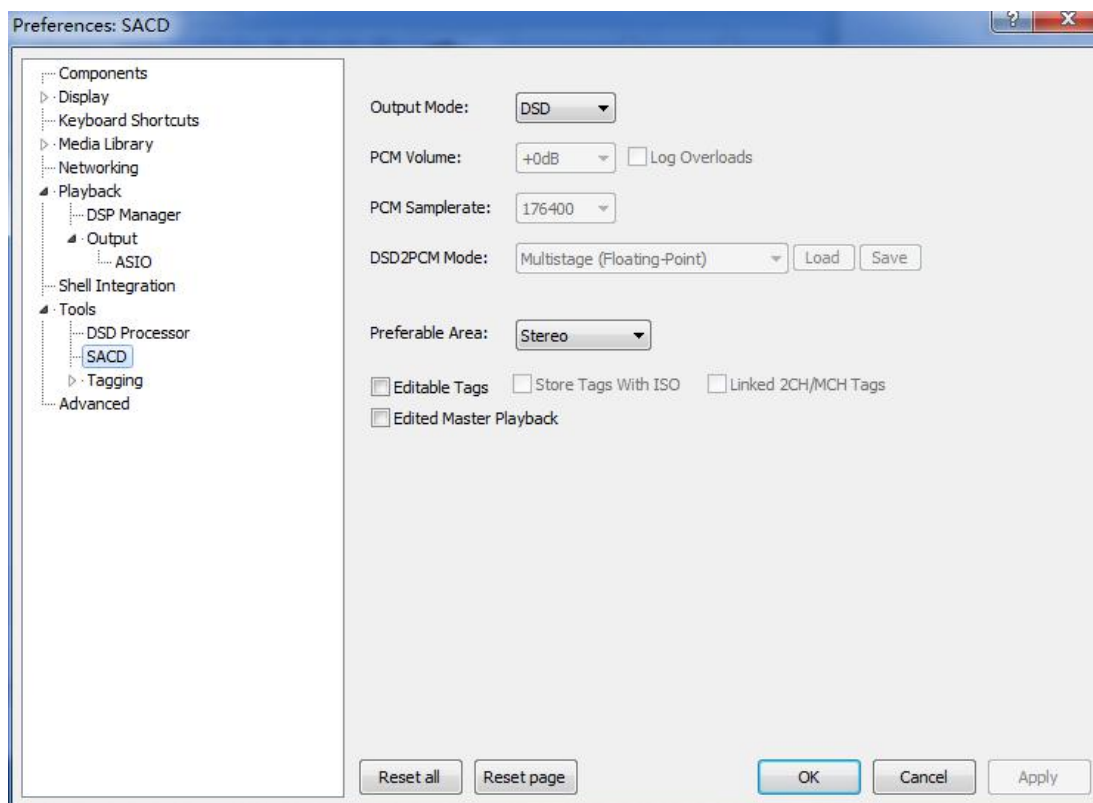 Preferences: SACD
Components
Display
Keyboard Shortcuts
Media Library
Networking
Playback
DSP Manager
Output
ASIO
Shell Integration
Tools
DSD Processor
SACD
Tagging
Advanced
Output Mode: DSD
PCM Volume: +0dB Log Overloads
PCM Samplerate: 176400
DSD2PCM Mode: Multistage (Floating-Point) Load Save
Preferable Area: Stereo
Editable Tags Store Tags With ISO Linked 2CH/MCH Tags
Edited Master Playback
Reset all Reset page OK Cancel Apply